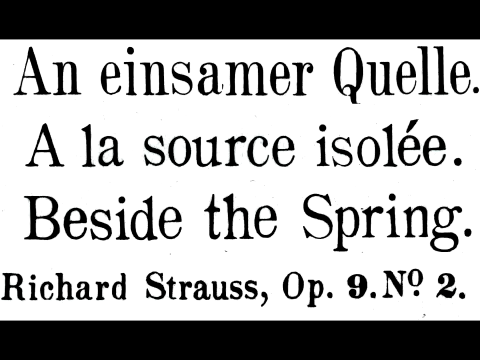 An einsamer Quelle.
A la source isolée.
Beside the Spring.
Richard Strauss, Op. 9. Nº 2.